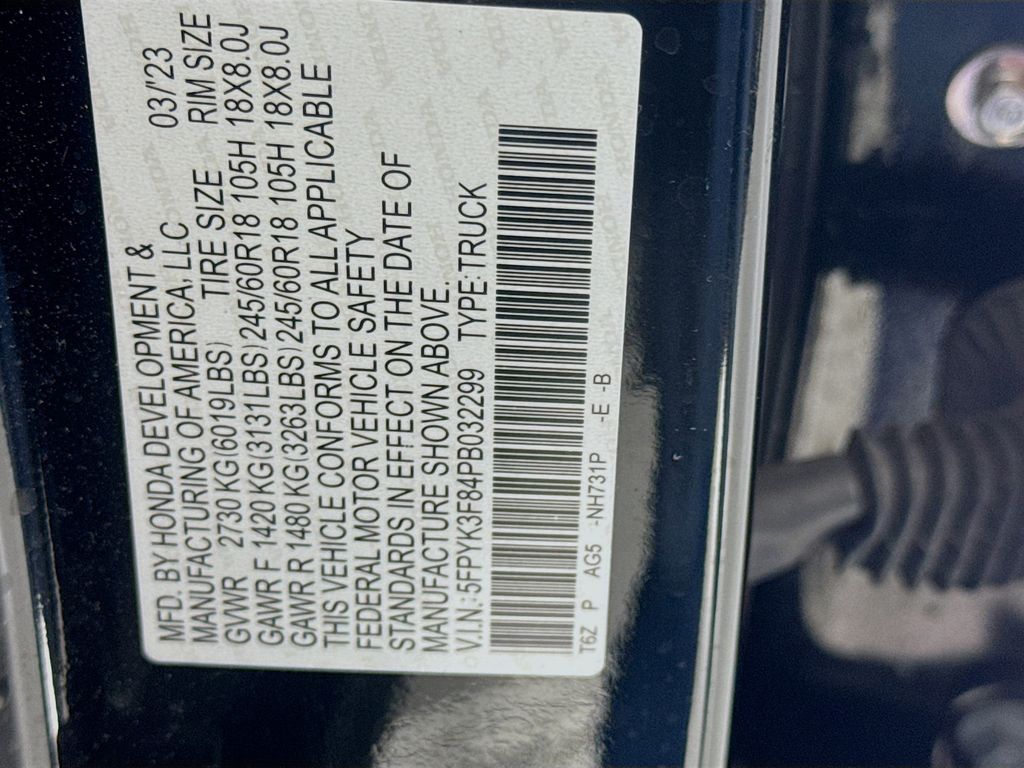 MFD. BY HONDA DEVELOPMENT &
MANUFACTURING OF AMERICA, LLC 03/'23
GVWR 2730 KG(6019LBS) TIRE SIZE RIM SIZE
GAWR F 1420 KG(3131LBS) 245/60R18 105H 18X8.0J
GAWR R 1480 KG(3263LBS) 245/60R18 105H 18X8.0J
THIS VEHICLE CONFORMS TO ALL APPLICABLE
FEDERAL MOTOR VEHICLE SAFETY
STANDARDS IN EFFECT ON THE DATE OF
MANUFACTURE SHOWN ABOVE.
V.I.N.: 5FPYK3F84PB032299 TYPE:TRUCK
T6Z P AG5 -NH731P -E -B